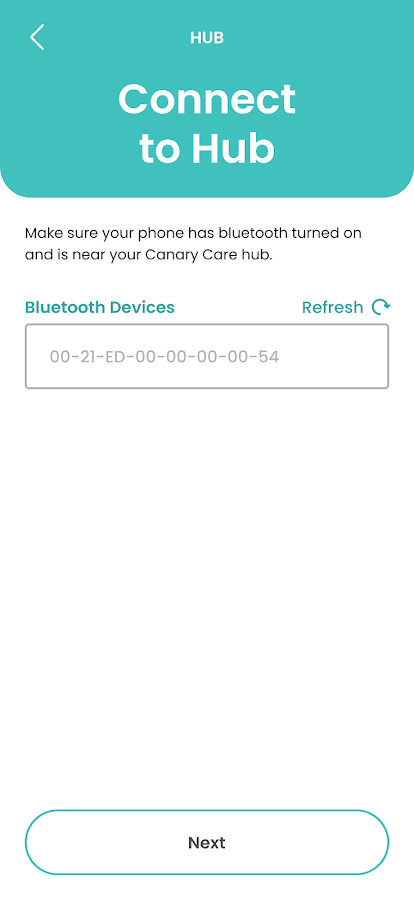 HUB
Connect
to Hub
Make sure your phone has bluetooth turned on
and is near your Canary Care hub.
Bluetooth Devices
Refresh
00-21-ED-00-00-00-00-54
Next